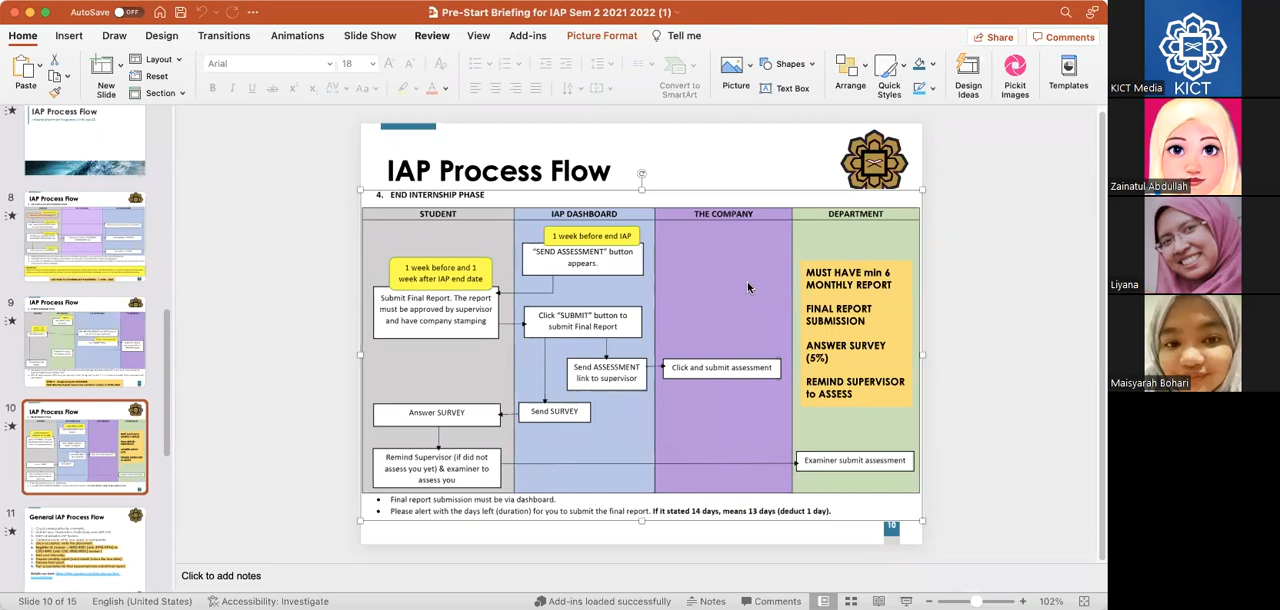 AutoSave OFF
Pre-Start Briefing for IAP Sem 2 2021 2022 (1)
Home Insert Draw Design Transitions Animations Slide Show Review View Add-ins Picture Format Tell me
Share Comments
Paste
New
Slide
Layout
Reset
Section
Arial 18
Convert to
SmartArt
Picture
Shapes
Text Box
Arrange
Quick
Styles
Design
Ideas
Pickit
Images
Templates
IAP Process Flow
8
IAP Process Flow
9
IAP Process Flow
10
IAP Process Flow
11
General IAP Process Flow
IAP Process Flow
4. END INTERNSHIP PHASE
STUDENT IAP DASHBOARD THE COMPANY DEPARTMENT
1 week before end IAP
"SEND ASSESSMENT" button
appears.
1 week before and 1
week after IAP end date
Submit Final Report. The report
must be approved by supervisor
and have company stamping
Click "SUBMIT" button to
submit Final Report
Send ASSESSMENT
link to supervisor
Click and submit assessment
Answer SURVEY
Send SURVEY
Remind Supervisor (if did not
assess you yet) & examiner to
assess you
Examiner submit assessment
MUST HAVE min 6
MONTHLY REPORT
FINAL REPORT
SUBMISSION
ANSWER SURVEY
(5%)
REMIND SUPERVISOR
to ASSESS
• Final report submission must be via dashboard.
• Please alert with the days left (duration) for you to submit the final report. If it stated 14 days, means 13 days (deduct 1 day).
10
Click to add notes
Slide 10 of 15 English (United States) Accessibility: Investigate Add-ins loaded successfully Notes Comments 102%
KICT
KICT Media
Zainatul Abdullah
Liyana
Maisyarah Bohari